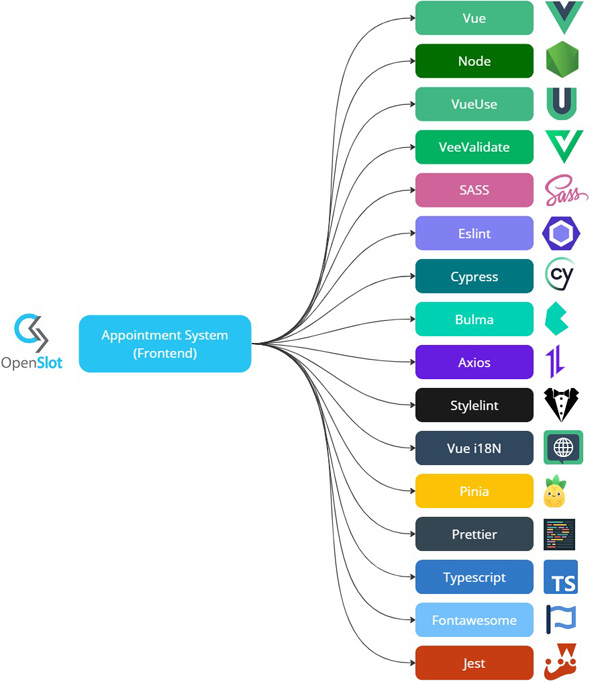 Vue
Node
VueUse
VeeValidate
SASS
Sass
Eslint
Cypress
cy
Bulma
OpenSlot
Appointment System
(Frontend)
Axios
Stylelint
Vue i18N
Pinia
Prettier
Typescript
TS
Fontawesome
Jest